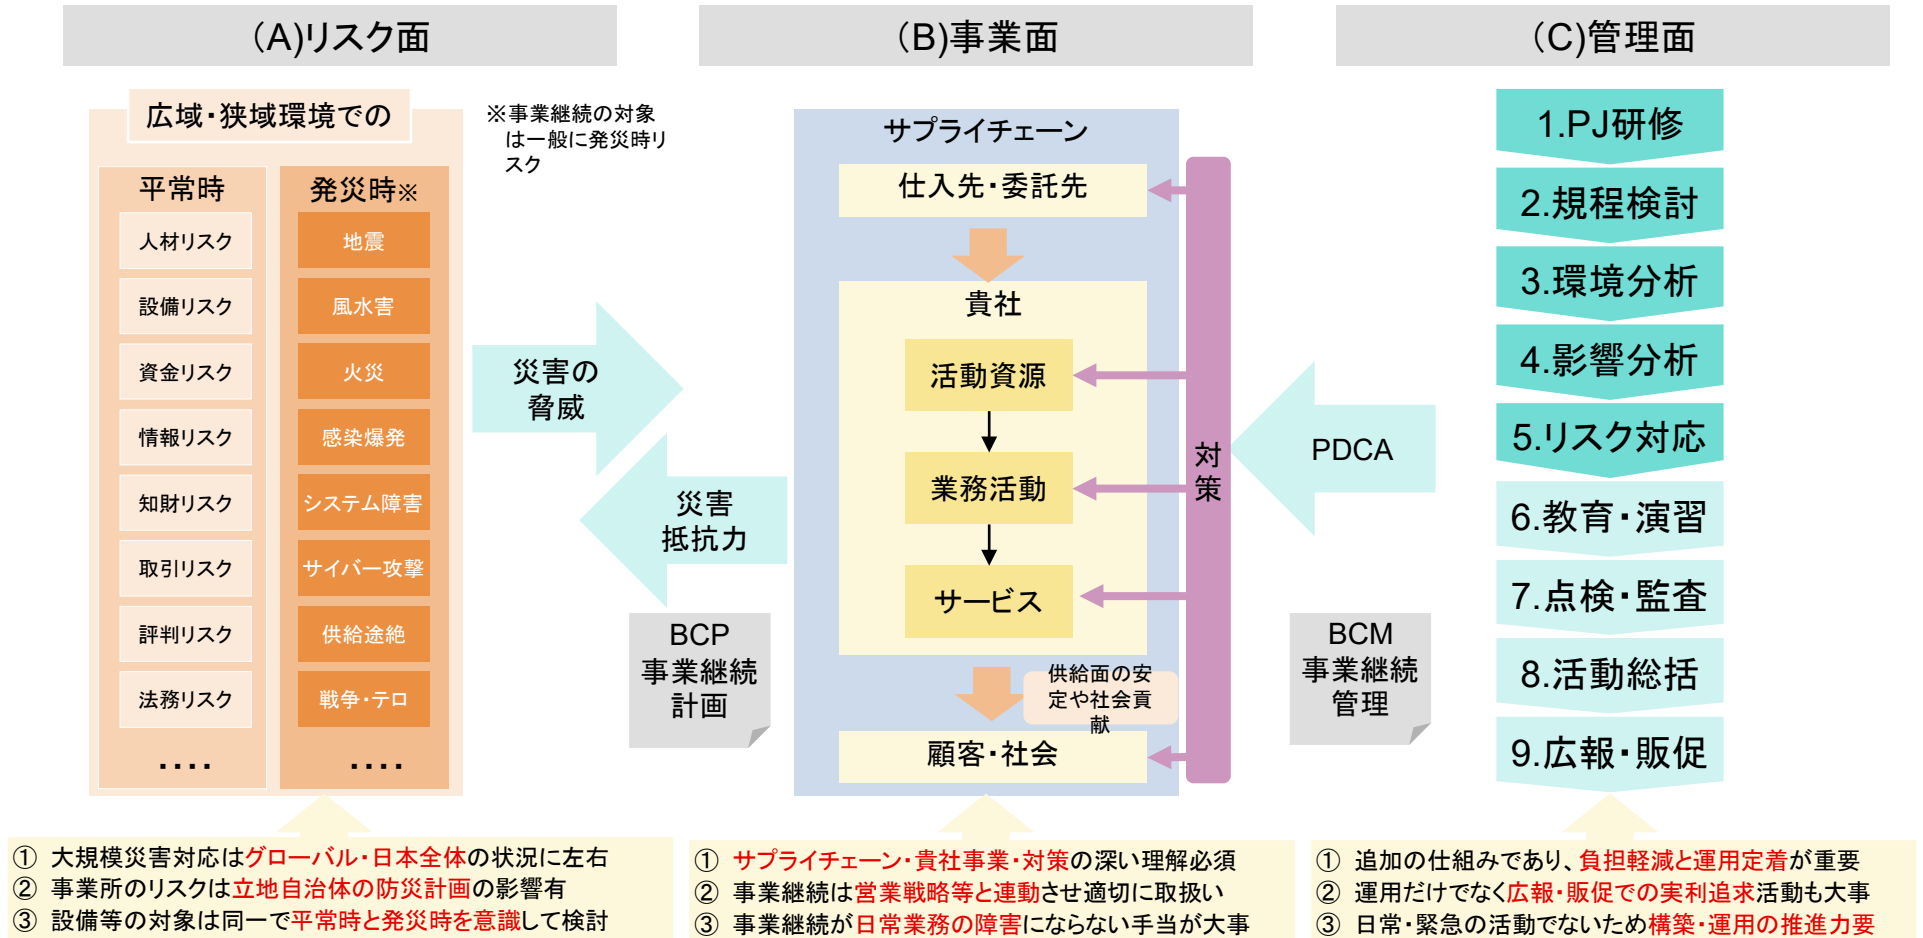 (A)リスク面
広域・狭域環境での
※事業継続の対象
は一般に発災時リ
スク
平常時
人材リスク
設備リスク
資金リスク
情報リスク
知財リスク
取引リスク
評判リスク
法務リスク
‥‥
発災時※
地震
風水害
火災
感染爆発
システム障害
サイバー攻撃
供給途絶
戦争・テロ
‥‥
災害の
脅威
災害
抵抗力
BCP
事業継続
計画
① 大規模災害対応はグローバル・日本全体の状況に左右
② 事業所のリスクは立地自治体の防災計画の影響有
③ 設備等の対象は同一で平常時と発災時を意識して検討
(B)事業面
サプライチェーン
仕入先・委託先
貴社
活動資源
業務活動
サービス
供給面の安
定や社会貢
献
顧客・社会
対
策
① サプライチェーン・貴社事業・対策の深い理解必須
② 事業継続は営業戦略等と連動させ適切に取扱い
③ 事業継続が日常業務の障害にならない手当が大事
(C)管理面
PDCA
BCM
事業継続
管理
1.PJ研修
2.規程検討
3.環境分析
4.影響分析
5.リスク対応
6.教育・演習
7.点検・監査
8.活動総括
9.広報・販促
① 追加の仕組みであり、負担軽減と運用定着が重要
② 運用だけでなく広報・販促での実利追求活動も大事
③ 日常・緊急の活動でないため構築・運用の推進力要